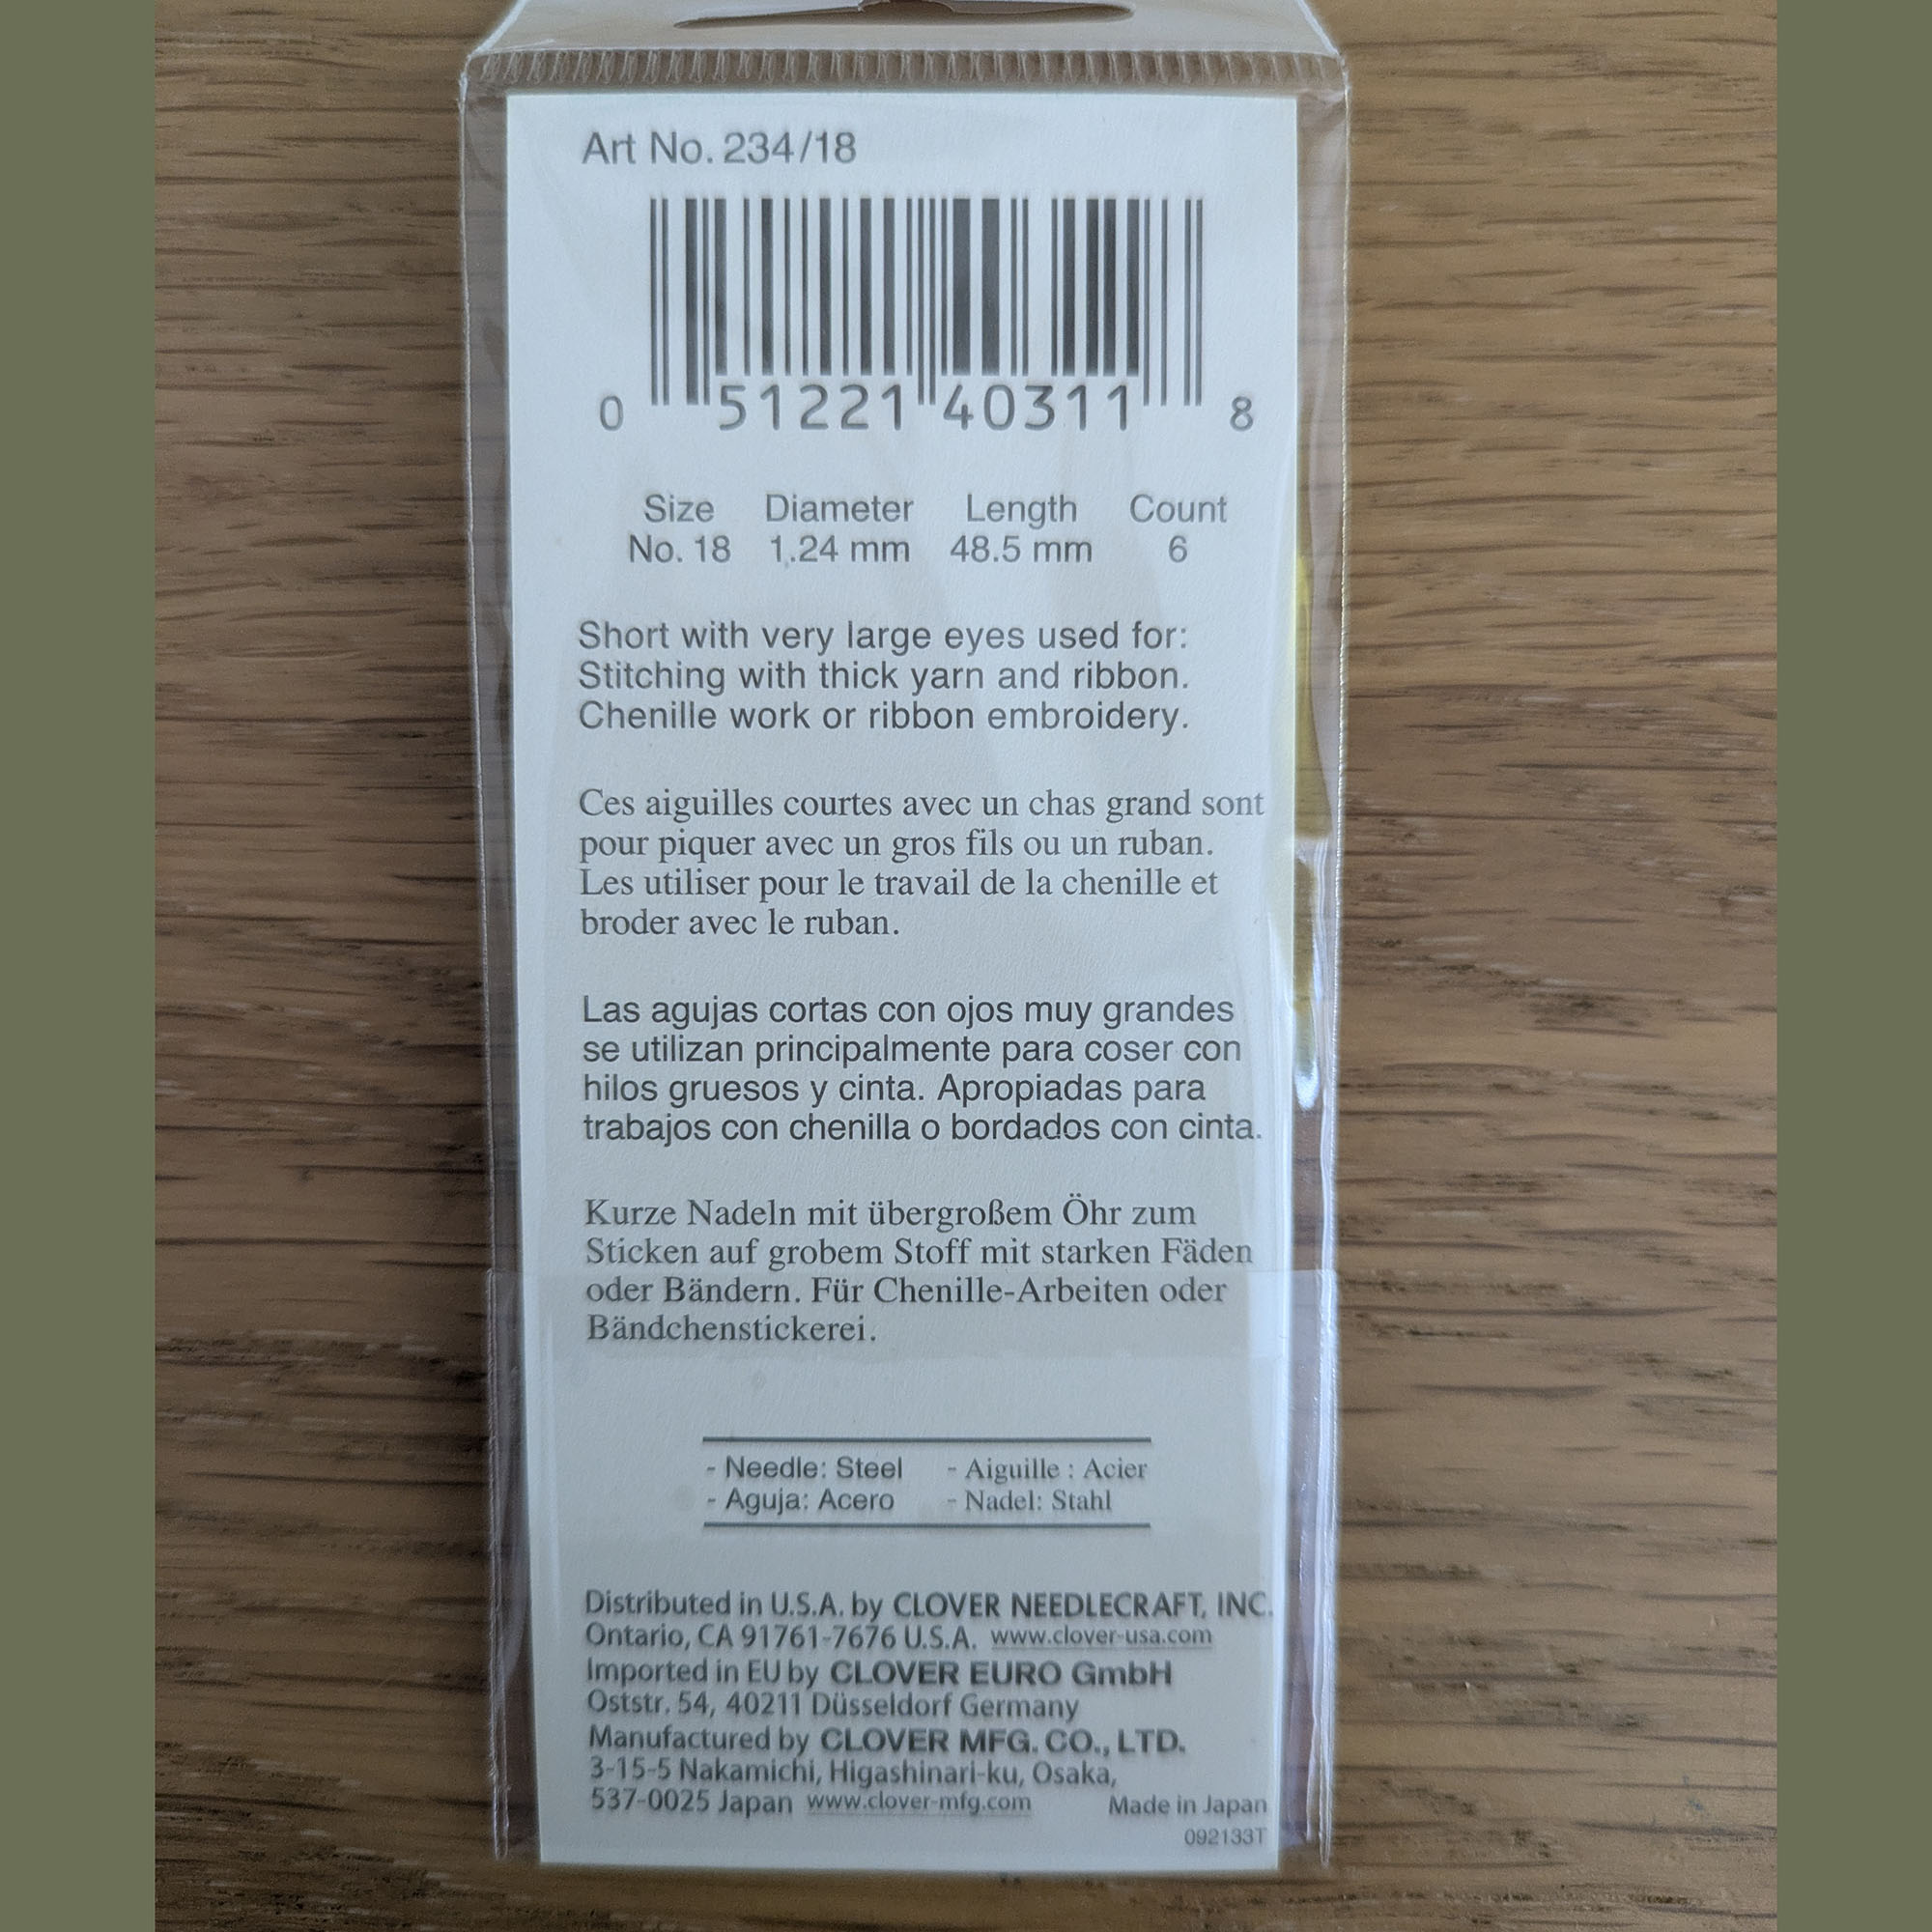 Art No. 234/18
0 51221 40311 8
Size Diameter Length Count
No. 18 1.24 mm 48.5 mm 6
Short with very large eyes used for:
Stitching with thick yarn and ribbon.
Chenille work or ribbon embroidery.
Ces aiguilles courtes avec un chas grand sont
pour piquer avec un gros fils ou un ruban.
Les utiliser pour le travail de la chenille et
broder avec le ruban.
Las agujas cortas con ojos muy grandes
se utilizan principalmente para coser con
hilos gruesos y cinta. Apropiadas para
trabajos con chenilla o bordados con cinta.
Kurze Nadeln mit übergroßem Öhr zum
Sticken auf grobem Stoff mit starken Fäden
oder Bändern. Für Chenille-Arbeiten oder
Bändchenstickerei.
- Needle: Steel - Aiguille : Acier
- Aguja: Acero - Nadel: Stahl
Distributed in U.S.A. by CLOVER NEEDLECRAFT, INC.
Ontario, CA 91761-7676 U.S.A. www.clover-usa.com
Imported in EU by CLOVER EURO GmbH
Oststr. 54, 40211 Düsseldorf Germany
Manufactured by CLOVER MFG. CO., LTD.
3-15-5 Nakamichi, Higashinari-ku, Osaka,
537-0025 Japan www.clover-mfg.com Made in Japan
092133T